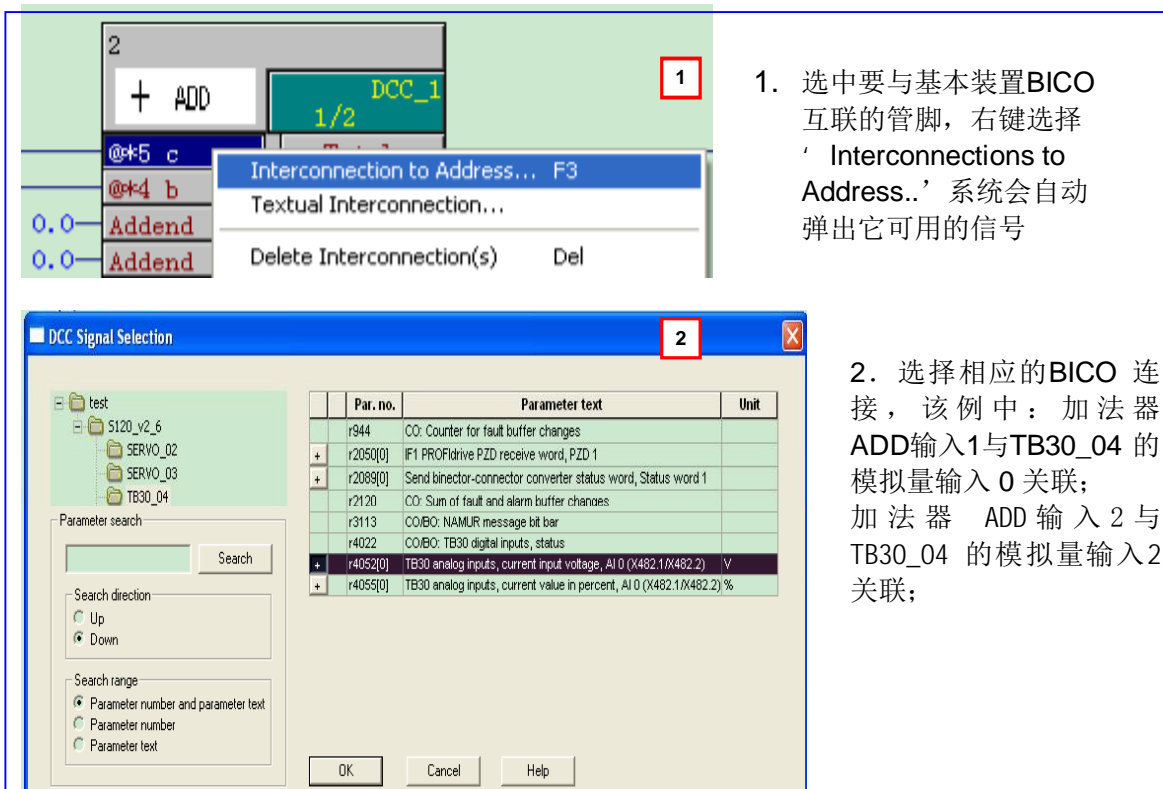 2
+ ADD
DCC_1
1/2
1
@*5 c
@*4 b
0.0
Addend
0.0
Addend
Interconnection to Address... F3
Textual Interconnection...
Delete Interconnection(s) Del
1. 选中要与基本装置BICO
互联的管脚，右键选择
‘ Interconnections to
Address..’系统会自动
弹出它可用的信号
DCC Signal Selection
2
test
S120_v2_6
SERVO_02
SERVO_03
TB30_04
Parameter search
Search
Search direction
Up
Down
Search range
Parameter number and parameter text
Parameter number
Parameter text
Par. no. Parameter text Unit
r944 CO: Counter for fault buffer changes
+ r2050[0] IF1 PROFIdrive PZD receive word, PZD 1
+ r2089[0] Send binector-connector converter status word, Status word 1
r2120 CO: Sum of fault and alarm buffer changes
r3113 CO/BO: NAMUR message bit bar
r4022 CO/BO: TB30 digital inputs, status
+ r4052[0] TB30 analog inputs, current input voltage, AI 0 (X482.1/X482.2) V
+ r4055[0] TB30 analog inputs, current value in percent, AI 0 (X482.1/X482.2) %
OK Cancel Help
2. 选择相应的BICO 连
接，该例中：加法器
ADD输入1与TB30_04 的
模拟量输入 0 关联；
加法器 ADD输入2与
TB30_04 的模拟量输入2
关联；